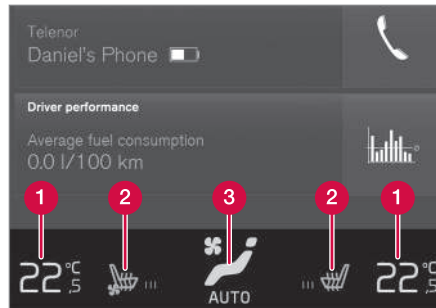 Telenor
Daniel's Phone
Driver performance
Average fuel consumption
0.0 l/100 km
1 2 3 2 1
22 °C ,5 22 °C ,5
AUTO